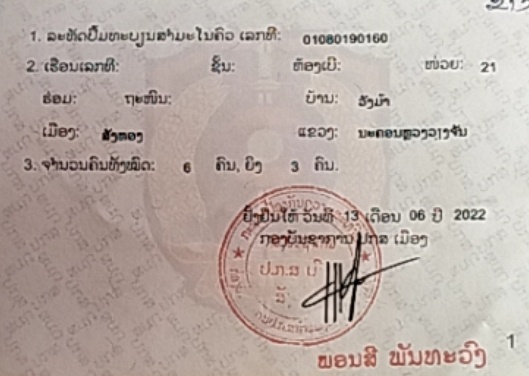 1. ລະຫັດປຶ້ມທະບຽນສຳມະໂນຄົວ ເລກທີ: 01080190160
2. ເຮືອນເລກທີ: ຊັ້ນ: ຫ້ອງເບີ: ໜ່ວຍ: 21
ຮ່ອມ: ຖະໜົນ: ບ້ານ: ວັງມ້າ
ເມືອງ: ສັງທອງ ແຂວງ: ນະຄອນຫຼວງວຽງຈັນ
3. ຈຳນວນຄົນທັງໝົດ: 6 ຄົນ, ຍິງ 3 ຄົນ.
ຢັ້ງຢືນໃຫ້ ວັນທີ 13 ເດືອນ 06 ປີ 2022
ກອງບັນຊາການ ປກສ ເມືອງ
ພອນສີ ພັນທະວົງ
1